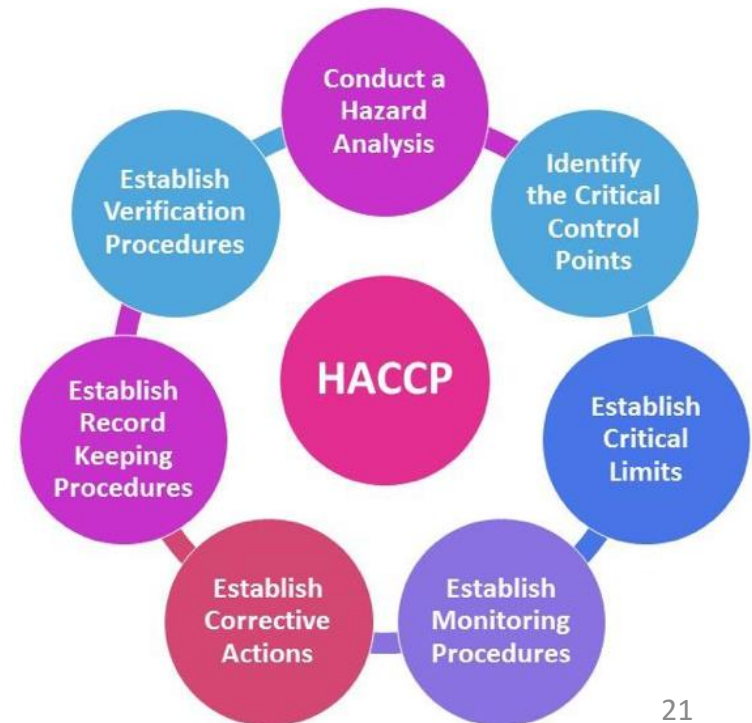 Conduct a
Hazard
Analysis
Identify
the Critical
Control
Points
Establish
Critical
Limits
Establish
Monitoring
Procedures
Establish
Corrective
Actions
Establish
Record
Keeping
Procedures
Establish
Verification
Procedures
HACCP
21